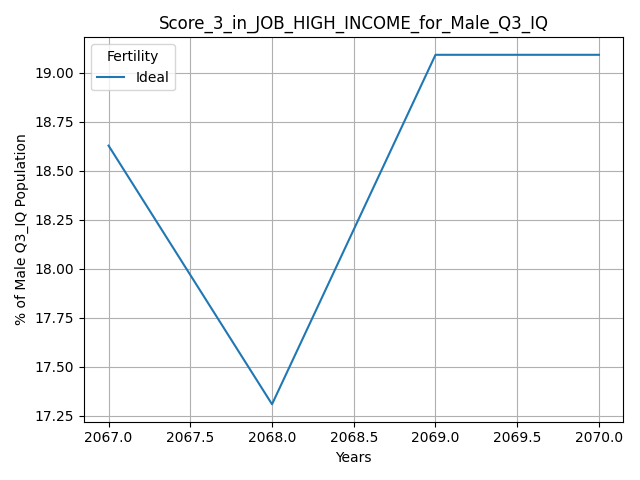 Score_3_in_JOB_HIGH_INCOME_for_Male_Q3_IQ
Fertility
Ideal
% of Male Q3_IQ Population
19.00
18.75
18.50
18.25
18.00
17.75
17.50
17.25
2067.0 2067.5 2068.0 2068.5 2069.0 2069.5 2070.0
Years